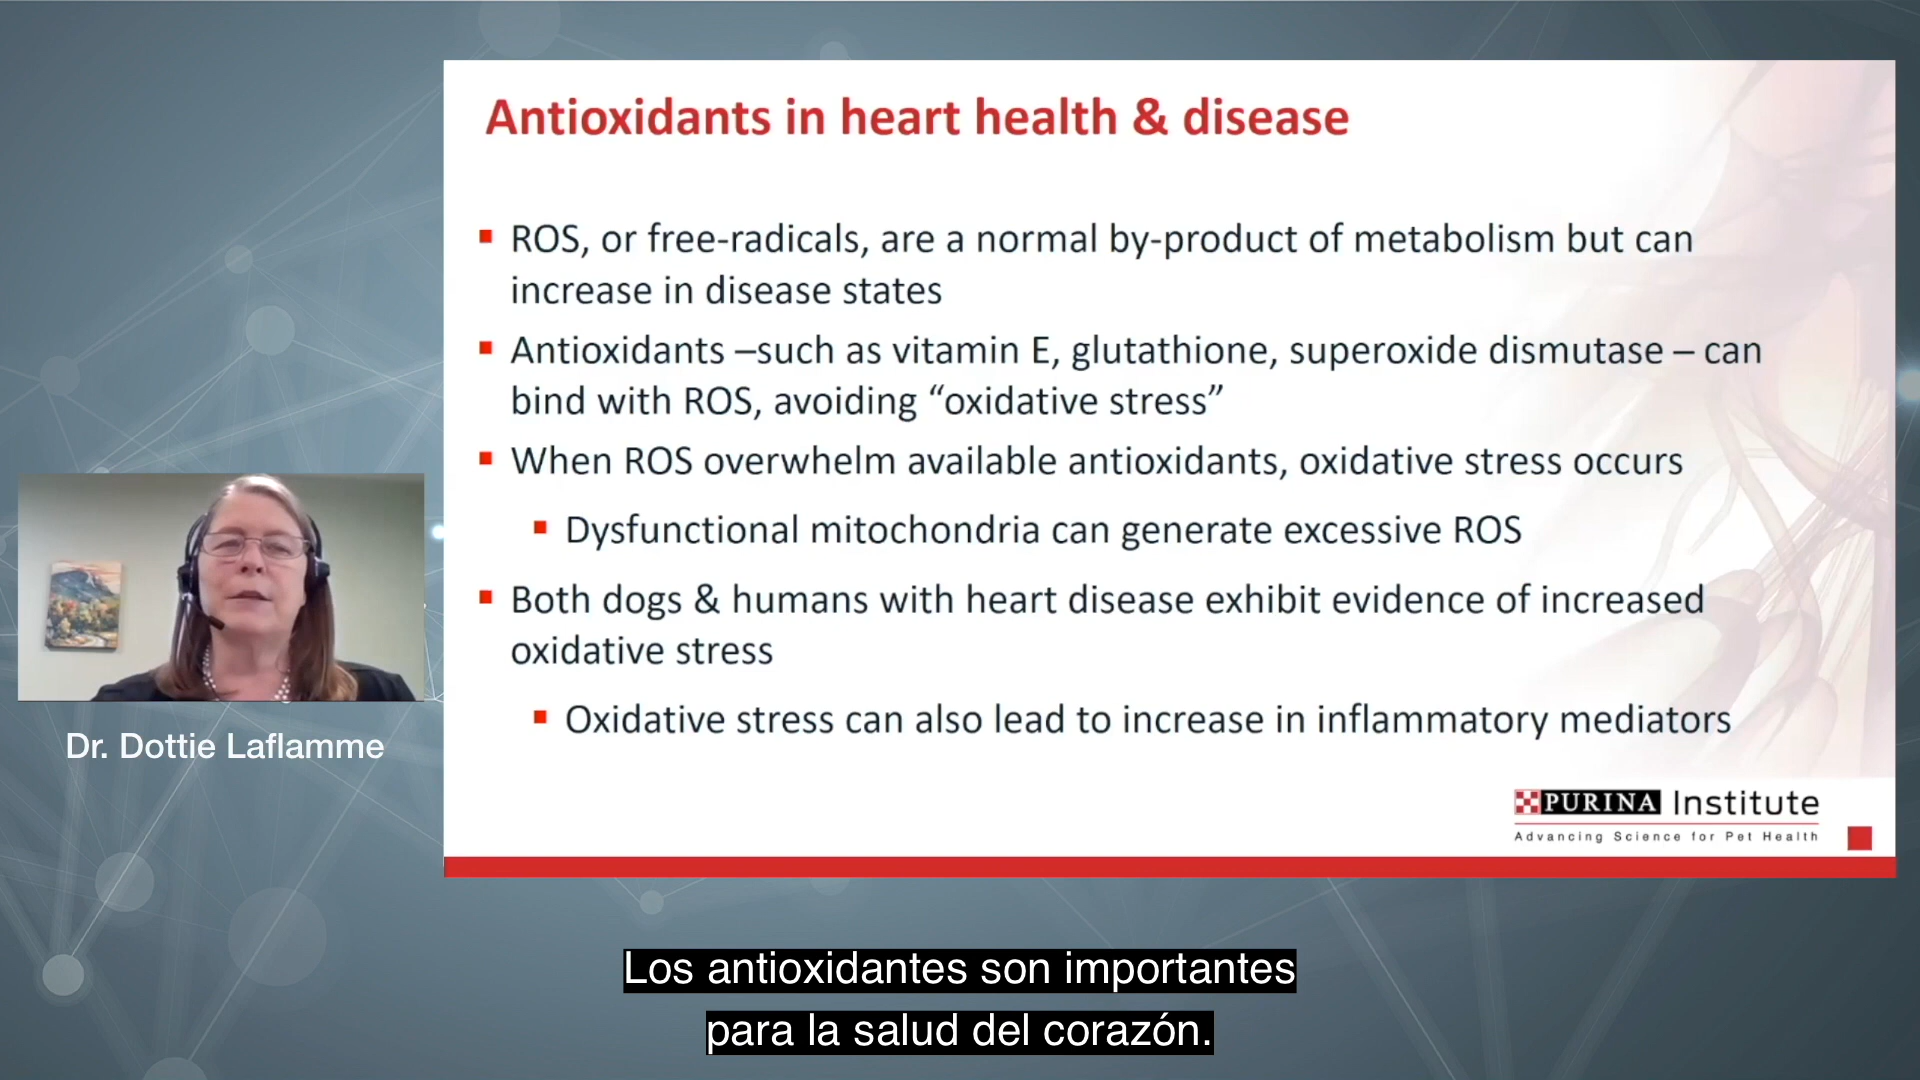 Antioxidants in heart health & disease
▪ ROS, or free-radicals, are a normal by-product of metabolism but can
increase in disease states
▪ Antioxidants –such as vitamin E, glutathione, superoxide dismutase – can
bind with ROS, avoiding “oxidative stress”
▪ When ROS overwhelm available antioxidants, oxidative stress occurs
▪ Dysfunctional mitochondria can generate excessive ROS
▪ Both dogs & humans with heart disease exhibit evidence of increased
oxidative stress
▪ Oxidative stress can also lead to increase in inflammatory mediators
PURINA Institute
Advancing Science for Pet Health
Dr. Dottie Laflamme
Los antioxidantes son importantes
para la salud del corazón.